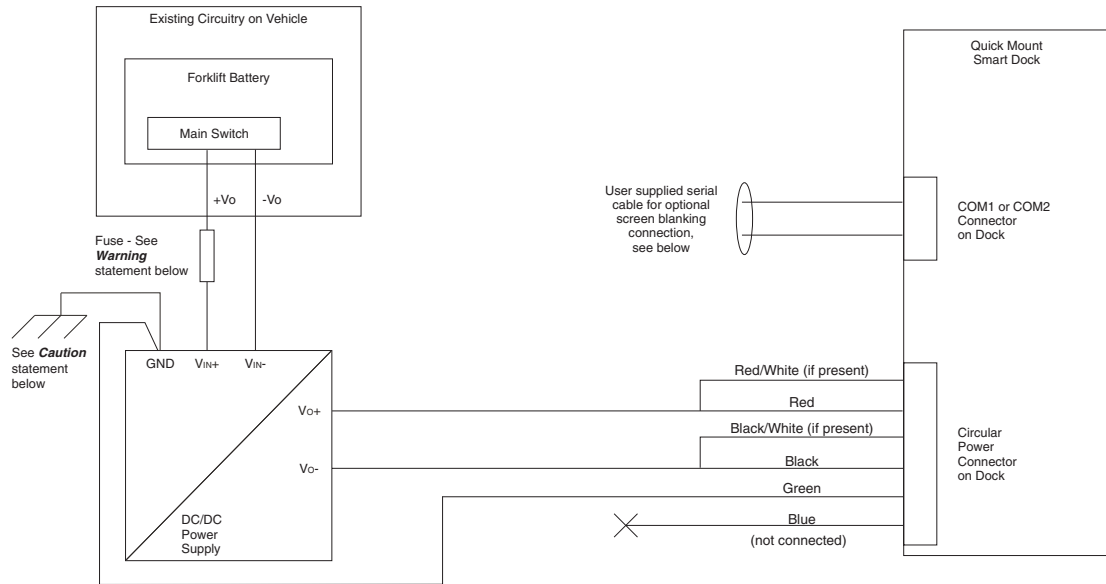 Existing Circuitry on Vehicle
Forklift Battery
Main Switch
+Vo
-Vo
Fuse - See
Warning
statement below
See Caution
statement
below
GND
VIN+
VIN-
VO+
VO-
DC/DC
Power
Supply
Quick Mount
Smart Dock
User supplied serial
cable for optional
screen blanking
connection,
see below
COM1 or COM2
Connector
on Dock
Red/White (if present)
Red
Black/White (if present)
Black
Green
Blue
(not connected)
Circular
Power
Connector
on Dock